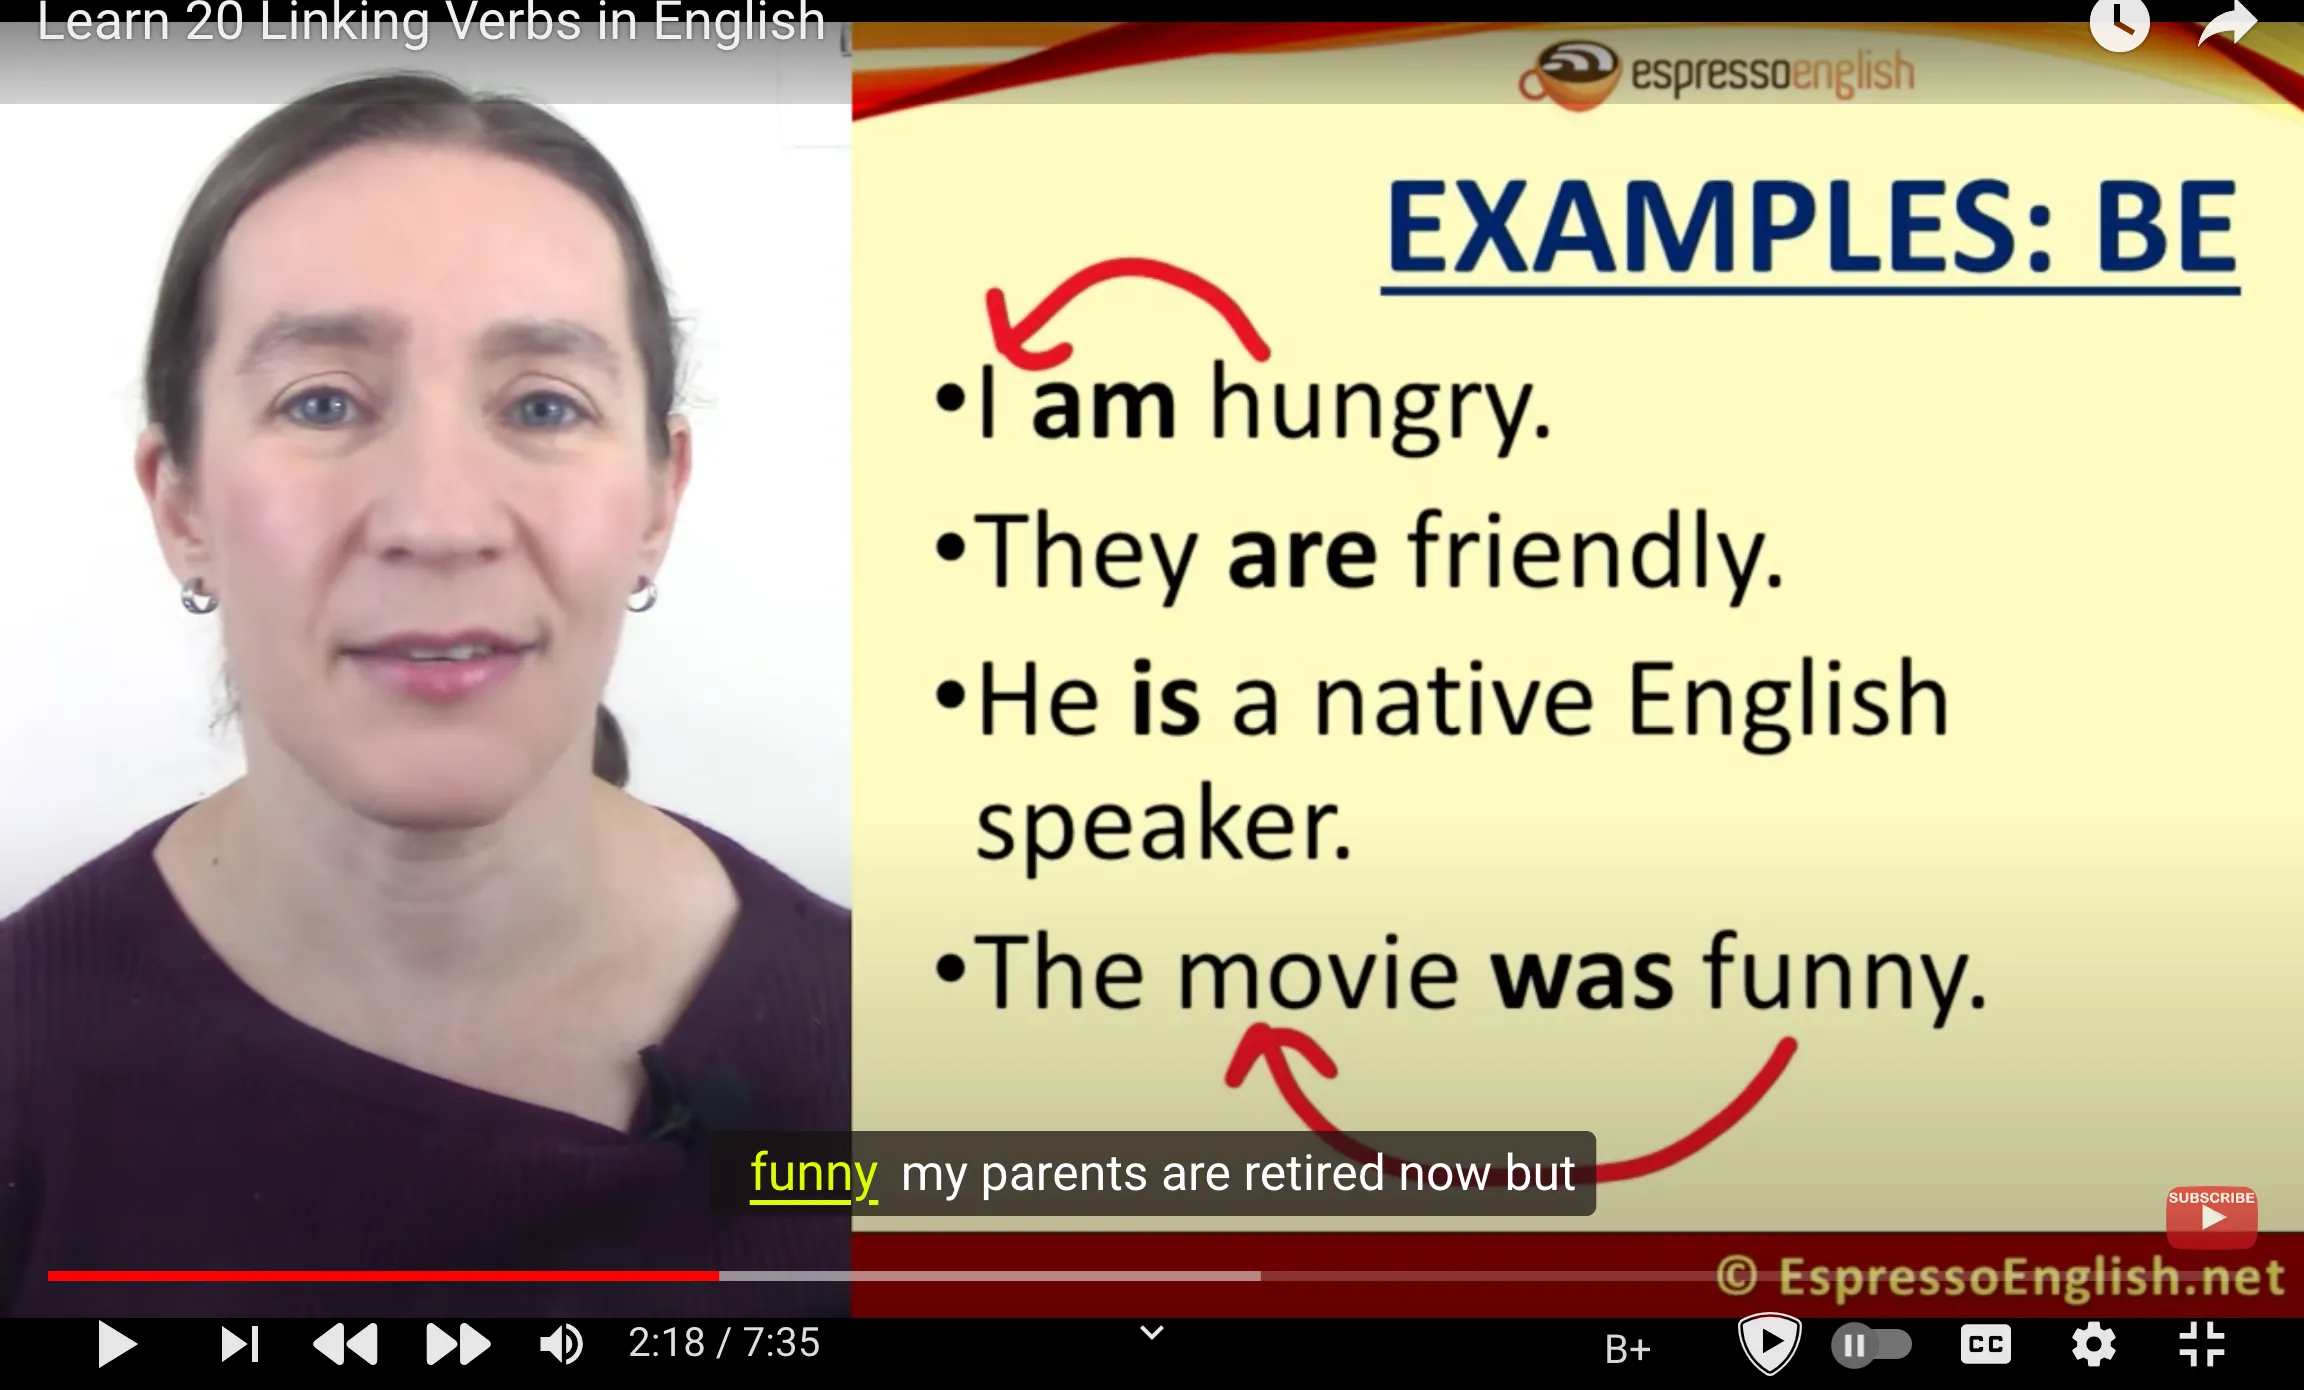 Learn 20 Linking Verbs in English
espressoenglish
EXAMPLES: BE
•I am hungry.
•They are friendly.
•He is a native English
speaker.
•The movie was funny.
funny my parents are retired now but
SUBSCRIBE
© EspressoEnglish.net
2:18 / 7:35
B+
CC